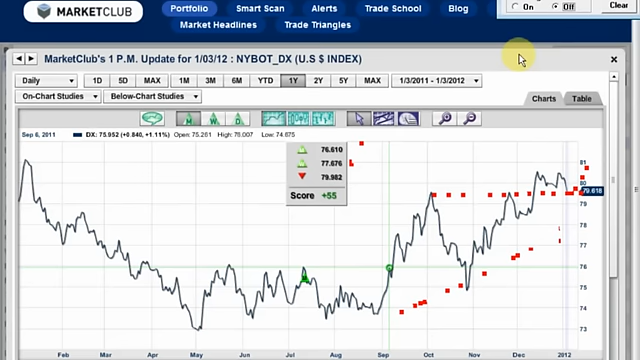 MARKETCLUB
Portfolio Smart Scan Alerts Trade School Blog
Market Headlines Trade Triangles
On Off Clear
MarketClub's 1 P.M. Update for 1/03/12 : NYBOT_DX (U.S $ INDEX)
Daily 1D 5D MAX 1M 3M 6M YTD 1Y 2Y 5Y MAX 1/3/2011 - 1/3/2012
On-Chart Studies Below-Chart Studies Charts Table
M W D
Sep 6, 2011 DX: 75.952 (+0.840, +1.11%) Open: 75.261 High: 76.007 Low: 74.875
76.610
77.676
79.982
Score +55
81
80
79.618
79
78
77
76
75
74
73
Feb Mar Apr May Jun Jul Aug Sep Oct Nov Dec 2012